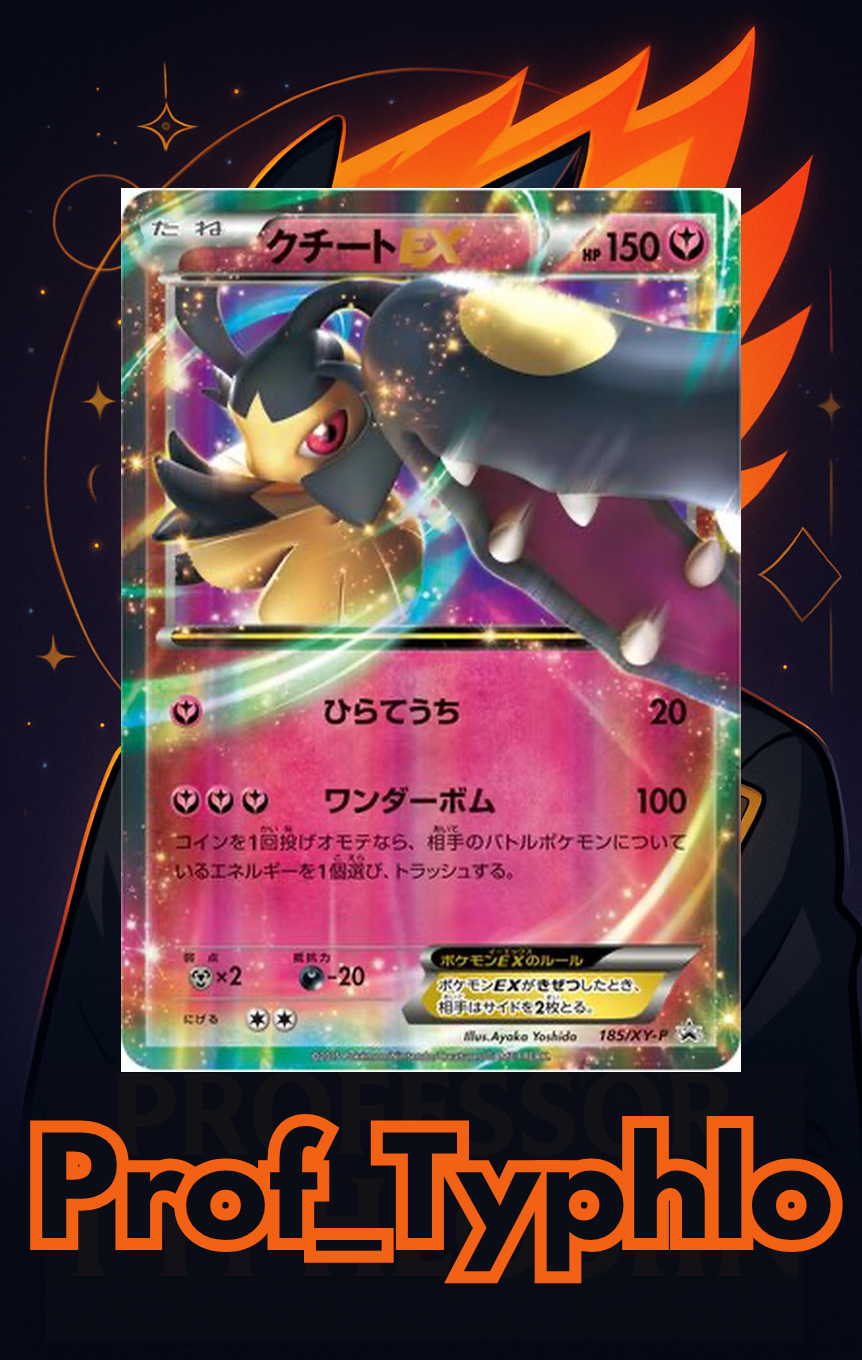 たね クチートEX HP150
ひらてうち 20
ワンダーボム 100
コインを1回投げオモテなら、相手のバトルポケモンについて
いるエネルギーを1個選び、トラッシュする。
弱点 抵抗力
×2 -20
にげる
ポケモンEXのルール
ポケモンEXがきぜつしたとき、
相手はサイドを2枚とる。
Illus.Ayaka Yoshida 185/XY-P
PROFESSOR
Prof_Typhlo